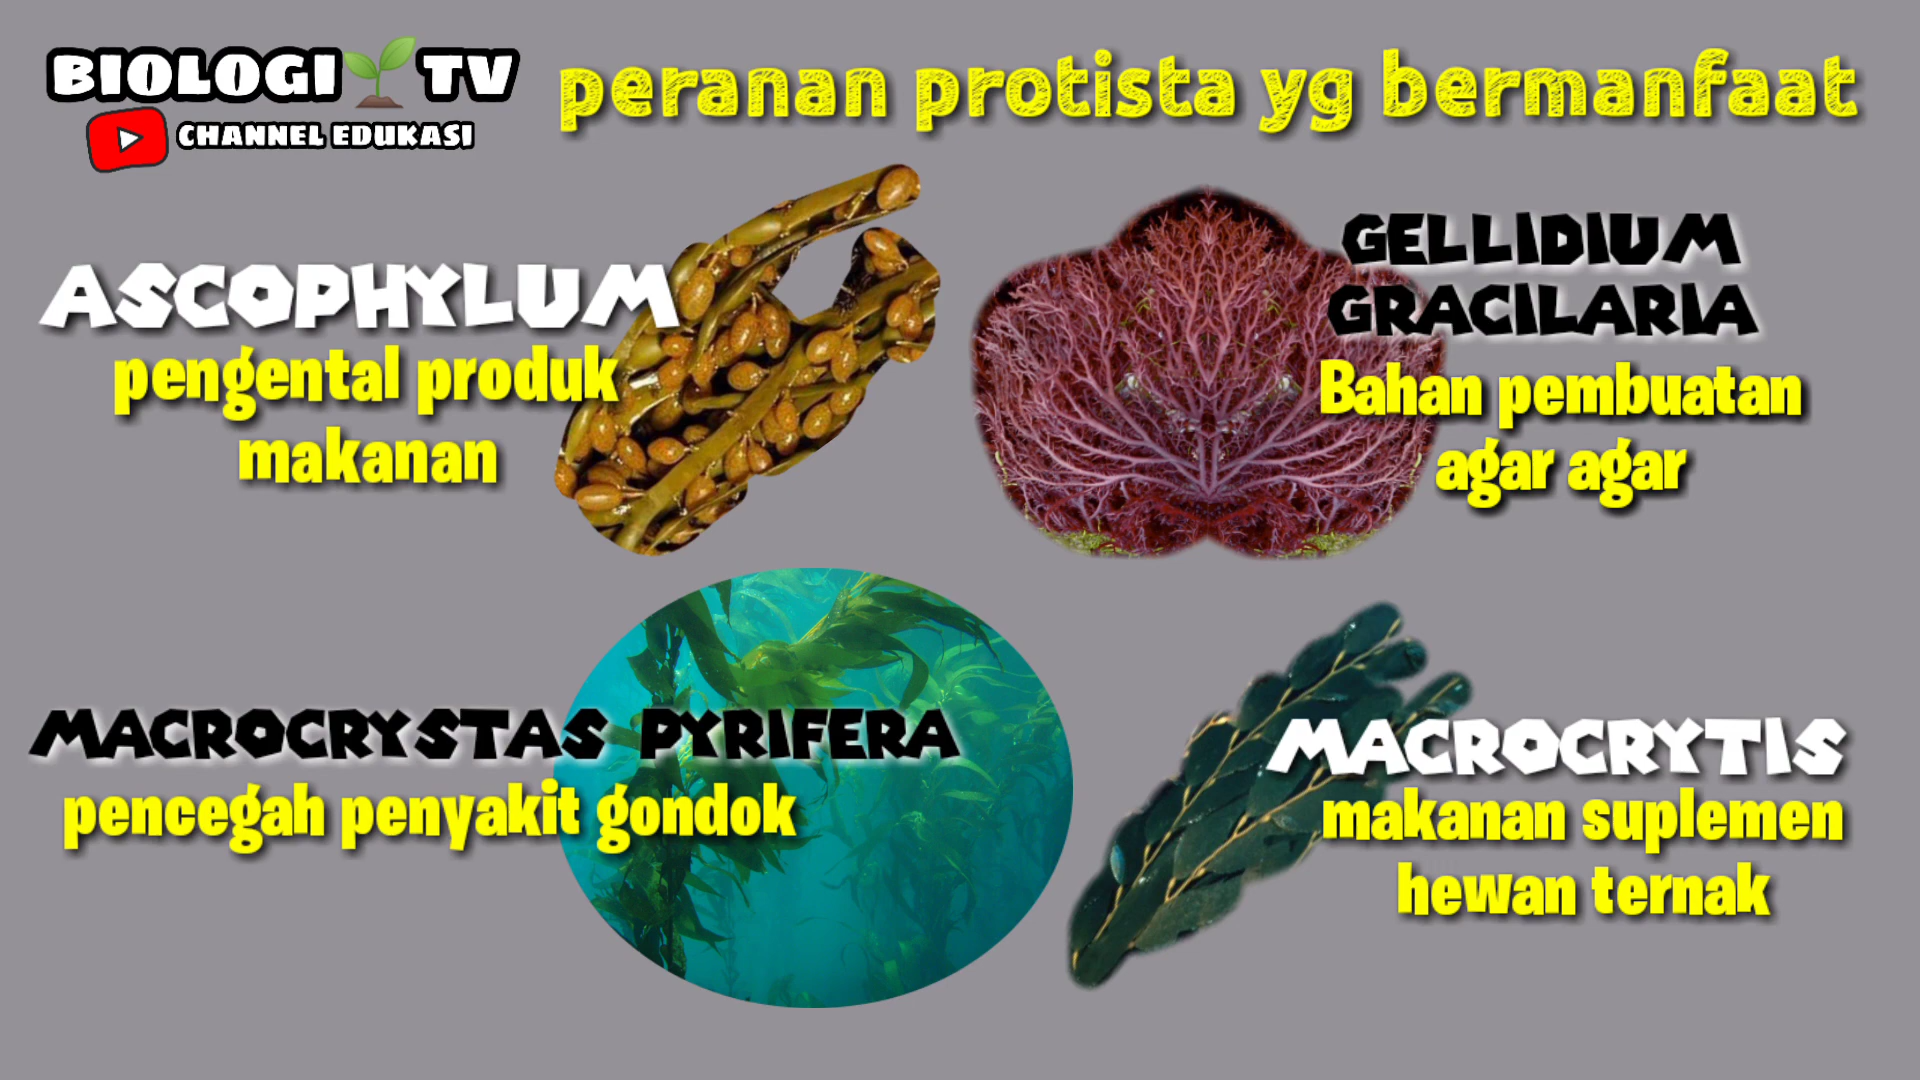 BIOLOGI TV
CHANNEL EDUKASI
peranan protista yg bermanfaat
ASCOPHYLUM
pengental produk
makanan
GELLIDIUM
GRACILARIA
Bahan pembuatan
agar agar
MACROCRYSTAS PYRIFERA
pencegah penyakit gondok
MACROCRYTIS
makanan suplemen
hewan ternak